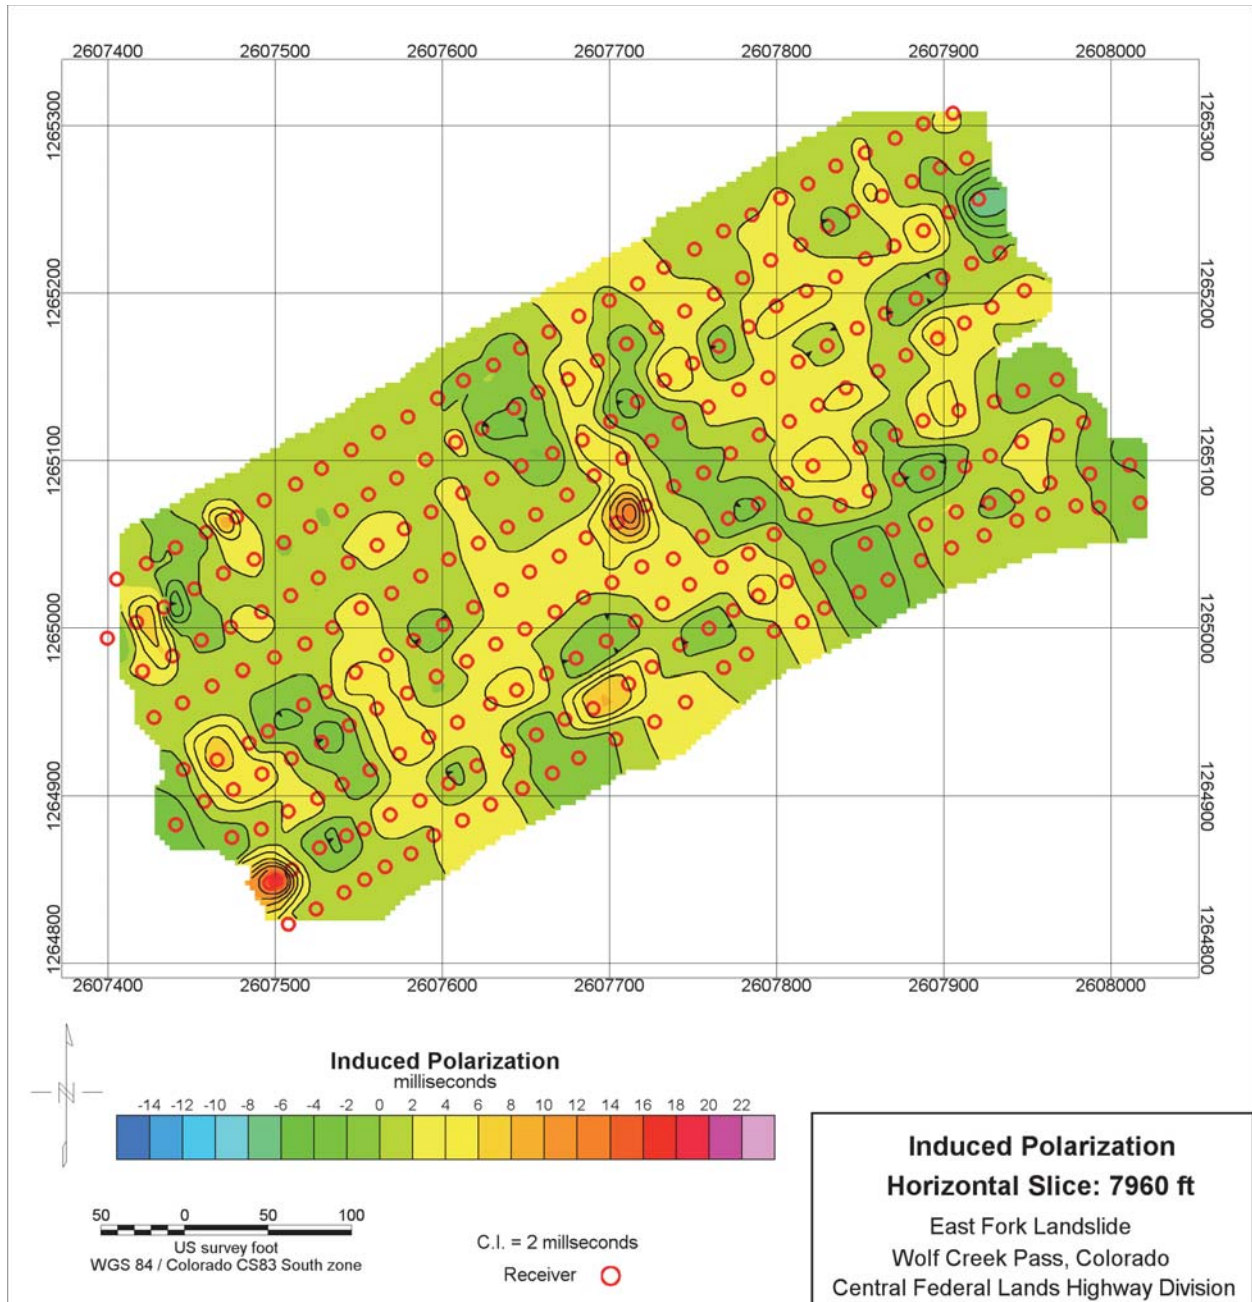 2607400 2607500 2607600 2607700 2607800 2607900 2608000
1265300 1265300
1265200 1265200
1265100 1265100
1265000 1265000
1264900 1264900
1264800 1264800
2607400 2607500 2607600 2607700 2607800 2607900 2608000
N
Induced Polarization
milliseconds
-14 -12 -10 -8 -6 -4 -2 0 2 4 6 8 10 12 14 16 18 20 22
50 0 50 100
US survey foot
WGS 84 / Colorado CS83 South zone
C.I. = 2 millseconds
Receiver
Induced Polarization
Horizontal Slice: 7960 ft
East Fork Landslide
Wolf Creek Pass, Colorado
Central Federal Lands Highway Division